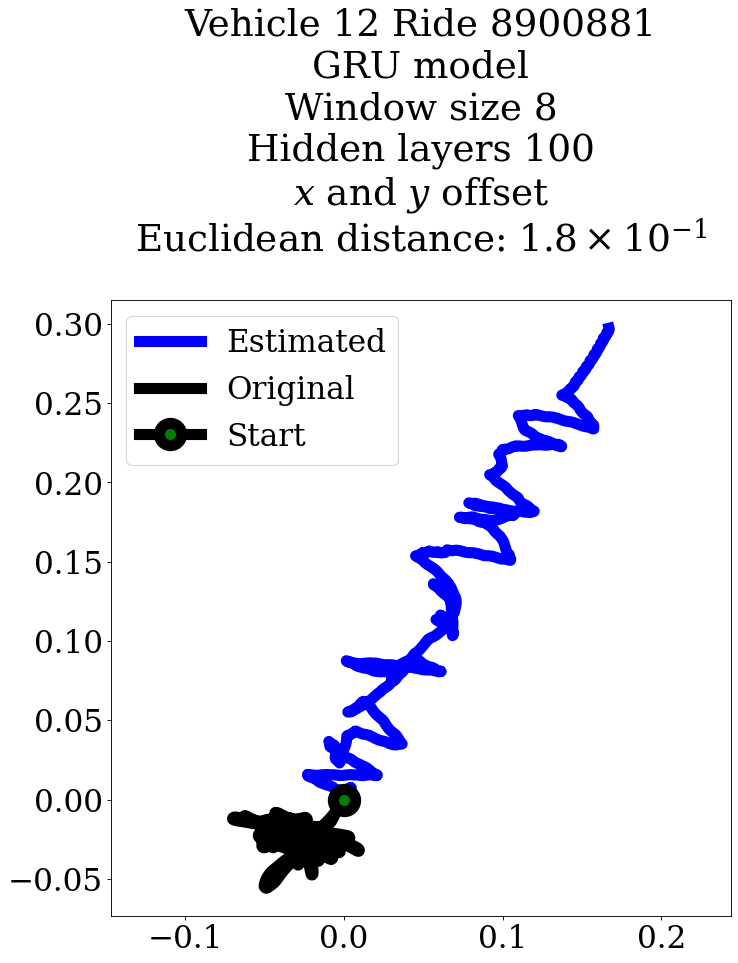 Vehicle 12 Ride 8900881
GRU model
Window size 8
Hidden layers 100
x and y offset
Euclidean distance: 1.8 × 10⁻¹
Estimated
Original
Start
0.30
0.25
0.20
0.15
0.10
0.05
0.00
−0.05
−0.1
0.0
0.1
0.2